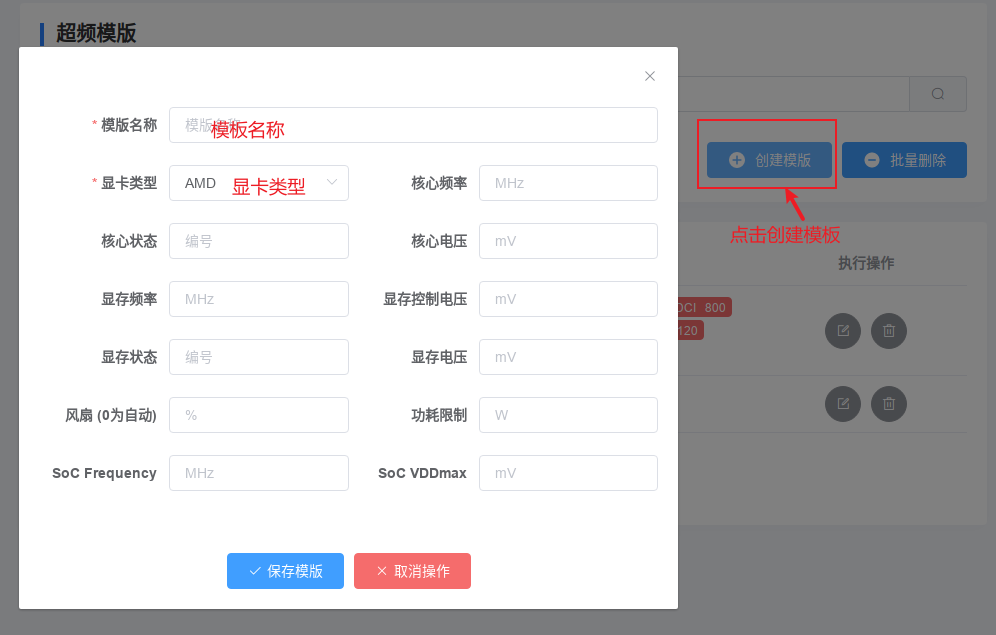 超频模版
* 模版名称 模版名称 模板名称
创建模版 批量删除
* 显卡类型 AMD 显卡类型 核心频率 MHz
点击创建模板
核心状态 编号 核心电压 mV
执行操作
显存频率 MHz 显存控制电压 mV
800
120
显存状态 编号 显存电压 mV
风扇 (0为自动) % 功耗限制 W
SoC Frequency MHz SoC VDDmax mV
保存模版 取消操作